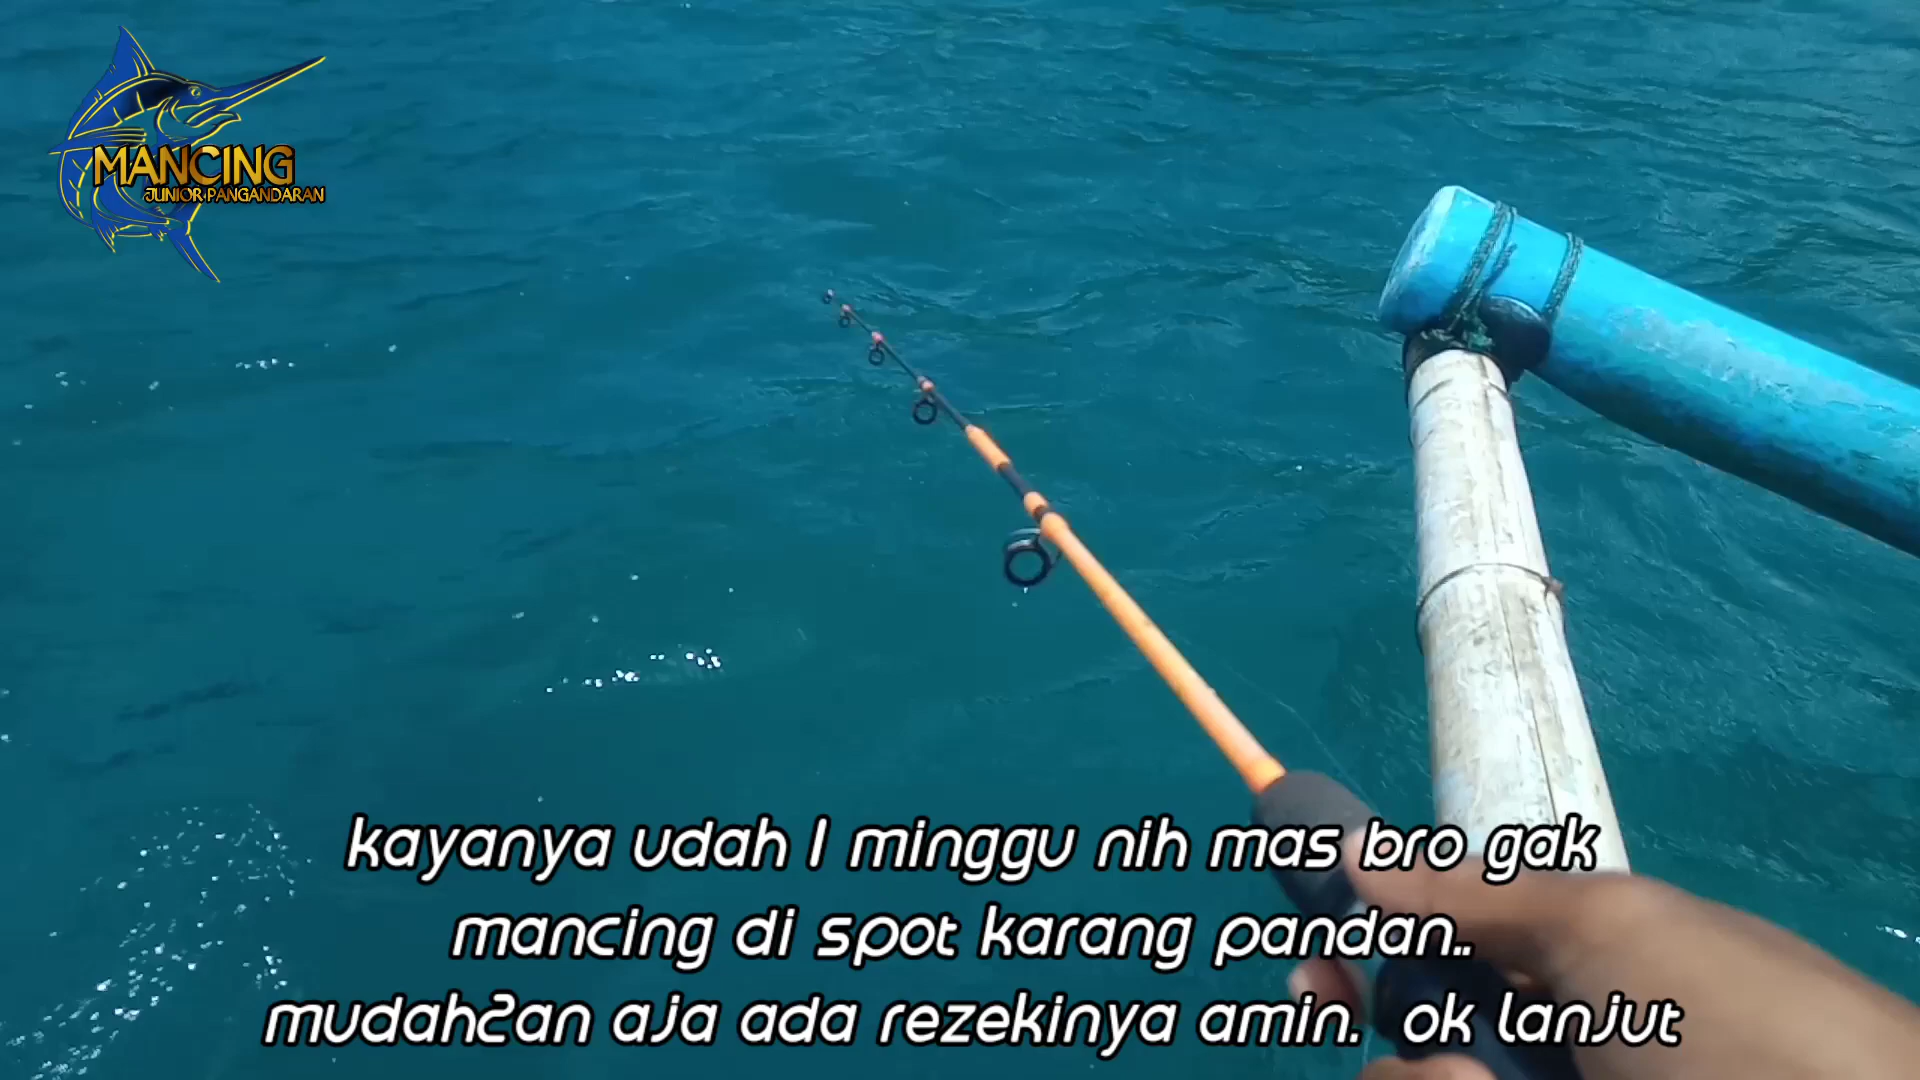 MANCING
JUNIOR PANGANDARAN
kayanya udah 1 minggu nih mas bro gak
mancing di spot karang pandan..
mudah2an aja ada rezekinya amin. ok lanjut